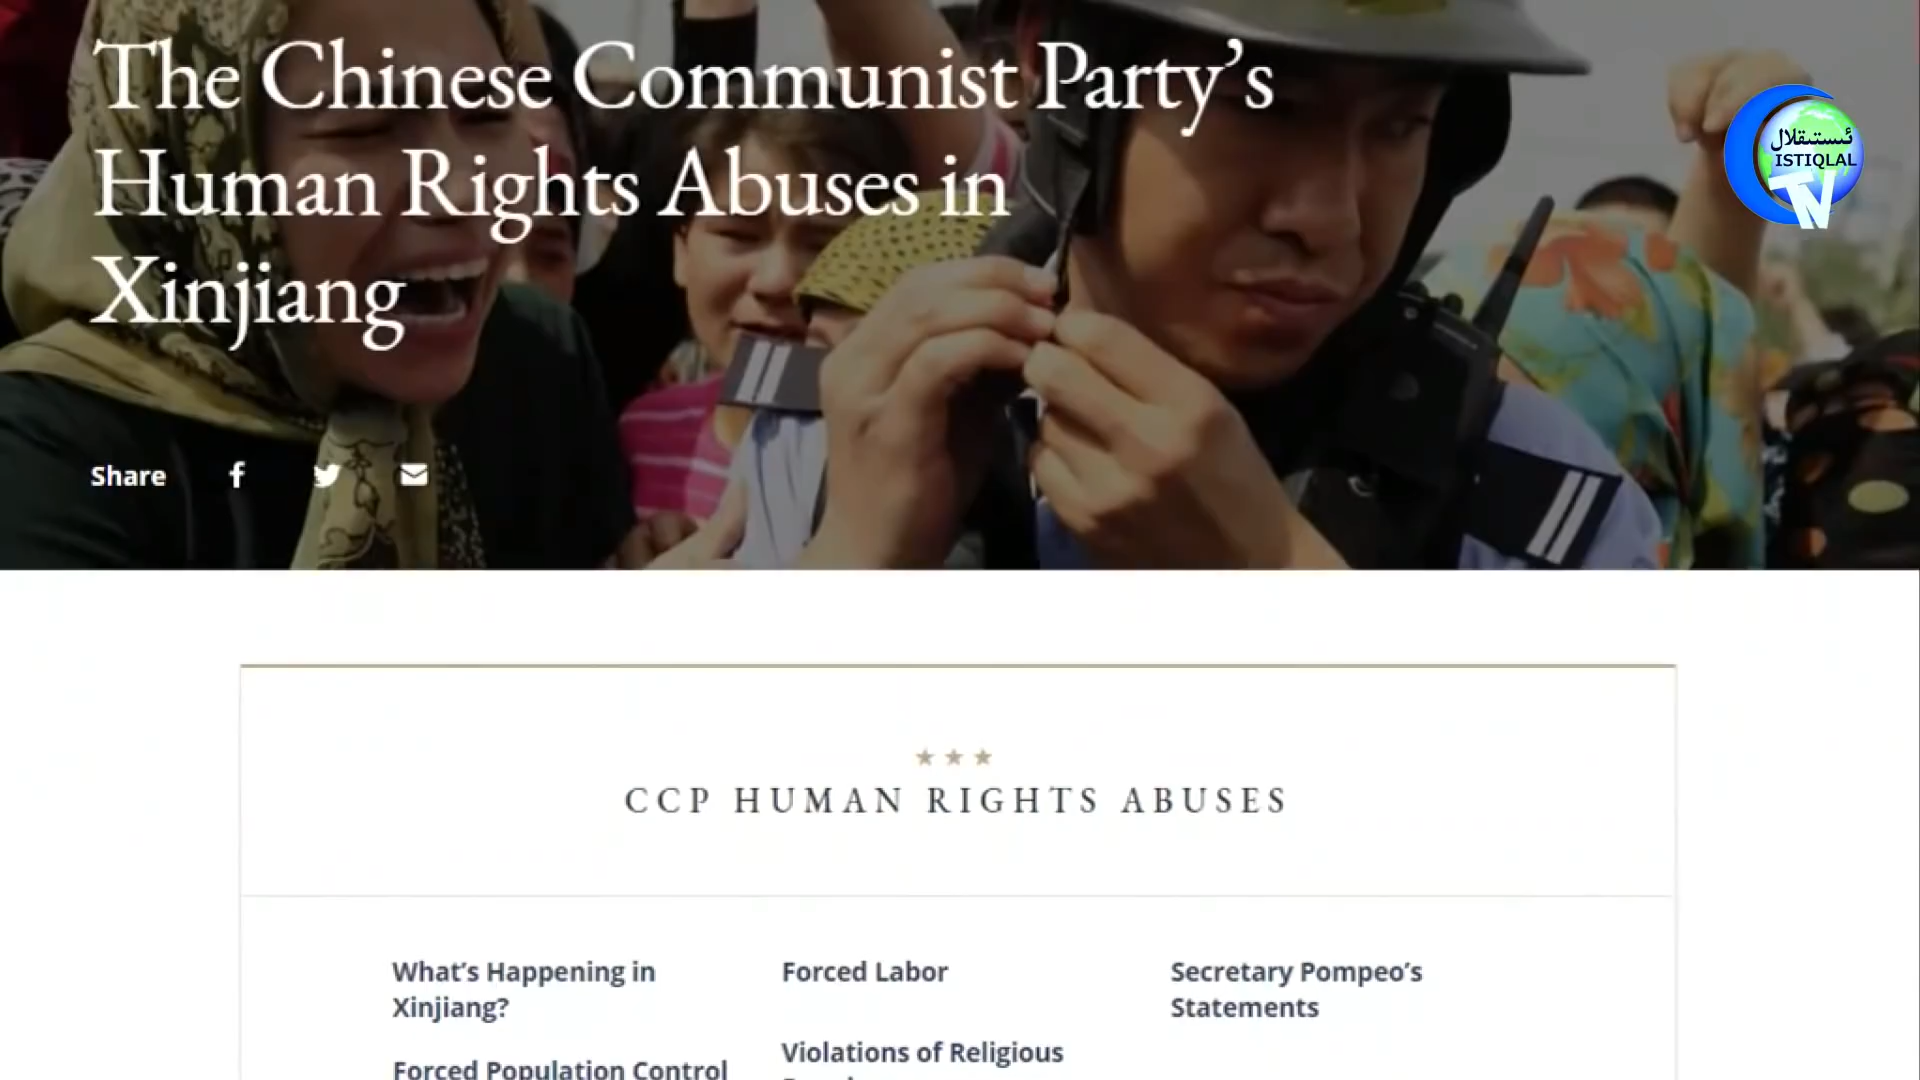 The Chinese Communist Party’s
Human Rights Abuses in
Xinjiang
ئىستىقلال
ISTIQLAL
TV
Share
CCP HUMAN RIGHTS ABUSES
What’s Happening in
Xinjiang?
Forced Population Control
Forced Labor
Violations of Religious
Secretary Pompeo’s
Statements